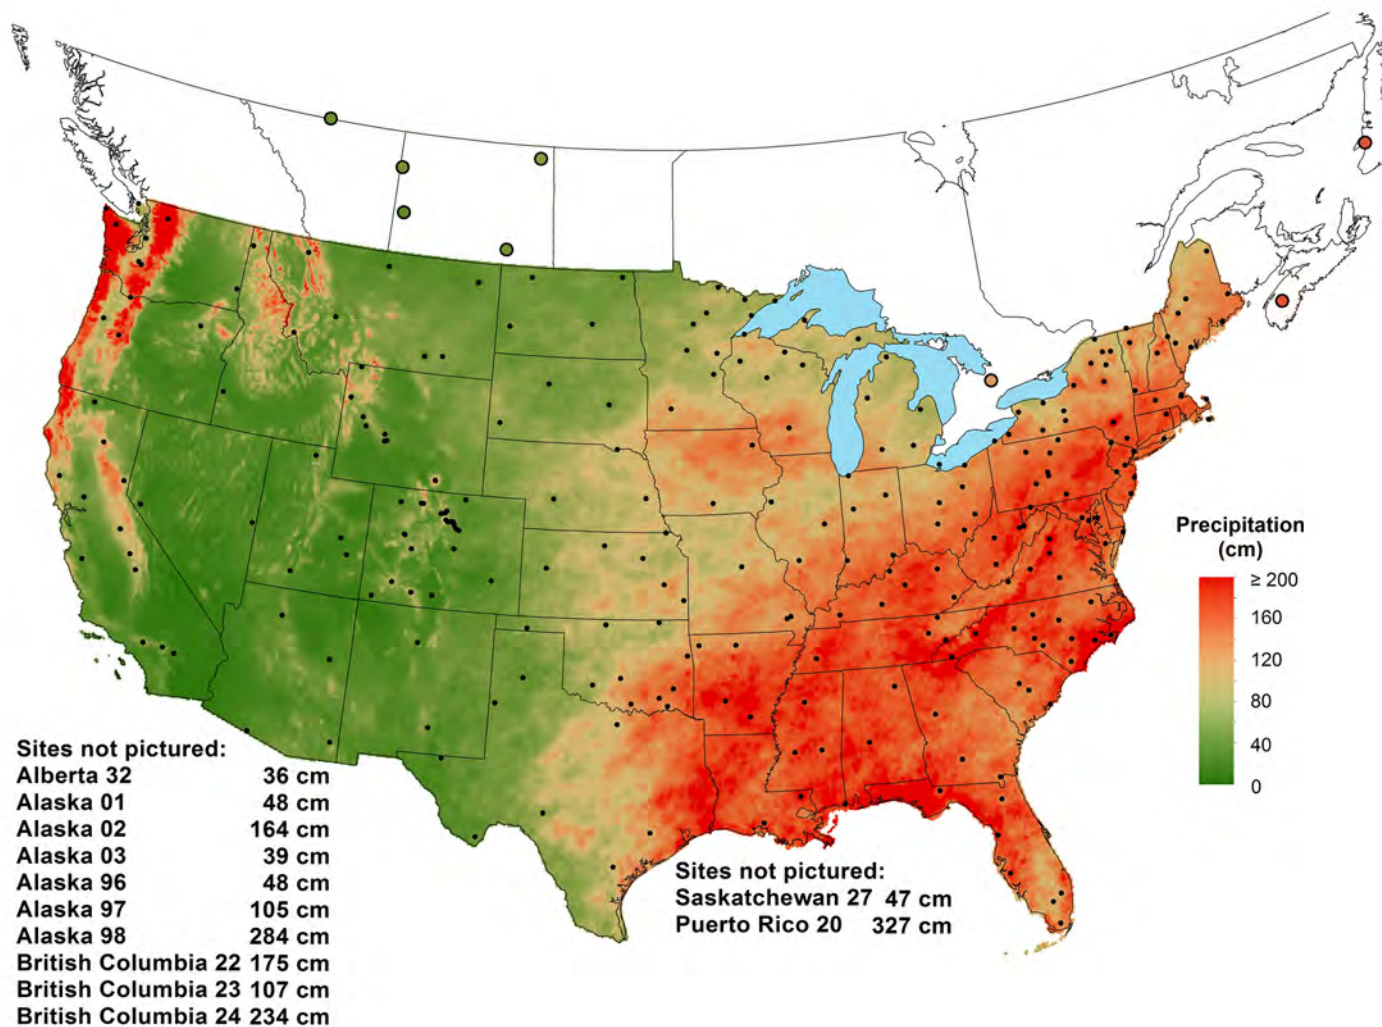 Precipitation
(cm)
≥ 200
160
120
80
40
0
Sites not pictured:
Alberta 32 36 cm
Alaska 01 48 cm
Alaska 02 164 cm
Alaska 03 39 cm
Alaska 96 48 cm
Alaska 97 105 cm
Alaska 98 284 cm
British Columbia 22 175 cm
British Columbia 23 107 cm
British Columbia 24 234 cm
Sites not pictured:
Saskatchewan 27 47 cm
Puerto Rico 20 327 cm